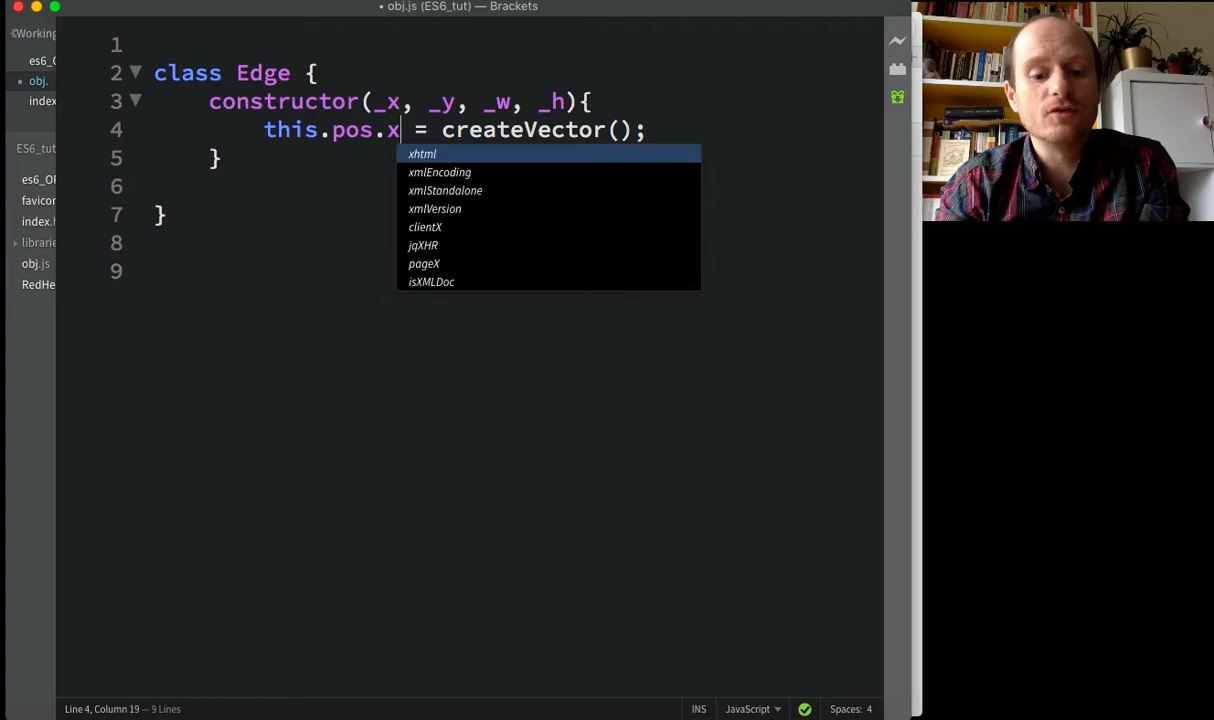 • obj.js (ES6_tut) — Brackets
Working
es6_O
• obj.
index
ES6_tut
es6_OF
favicon
index.h
librarie
obj.js
RedHe
1
2 class Edge {
3 constructor(_x, _y, _w, _h){
4 this.pos.x = createVector();
5 }
6
7 }
8
9
xhtml
xmlEncoding
xmlStandalone
xmlVersion
clientX
jqXHR
pageX
isXMLDoc
Line 4, Column 19 — 9 Lines
INS
JavaScript
Spaces: 4